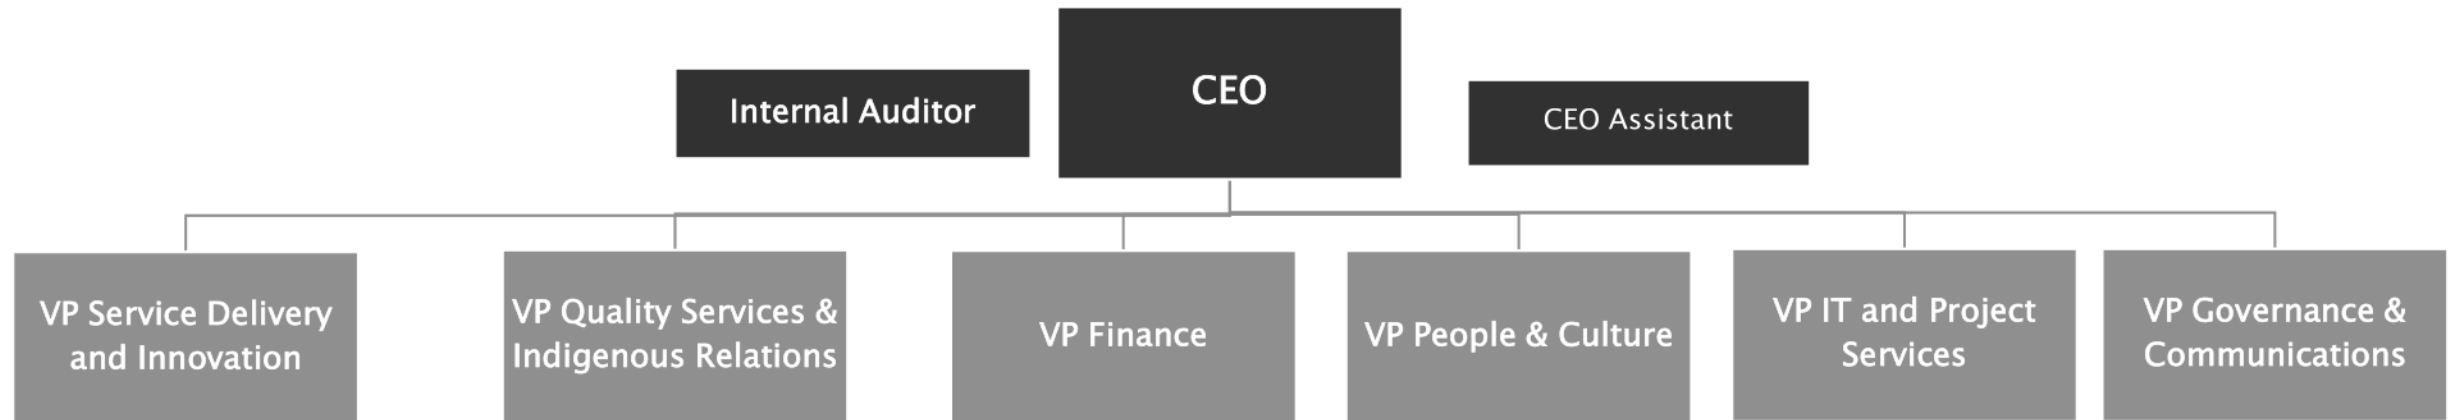 CEO
Internal Auditor
CEO Assistant
VP Service Delivery
and Innovation
VP Quality Services &
Indigenous Relations
VP Finance
VP People & Culture
VP IT and Project
Services
VP Governance &
Communications